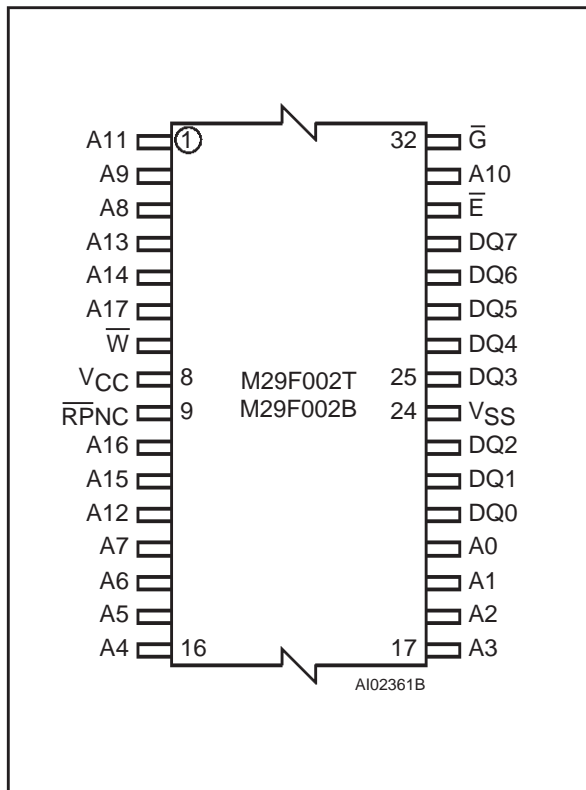 A11 1 32 G̅
A9 A10
A8 E̅
A13 DQ7
A14 DQ6
A17 DQ5
W̅ DQ4
VCC 8 M29F002T 25 DQ3
R̅P̅NC 9 M29F002B 24 VSS
A16 DQ2
A15 DQ1
A12 DQ0
A7 A0
A6 A1
A5 A2
A4 16 17 A3
AI02361B